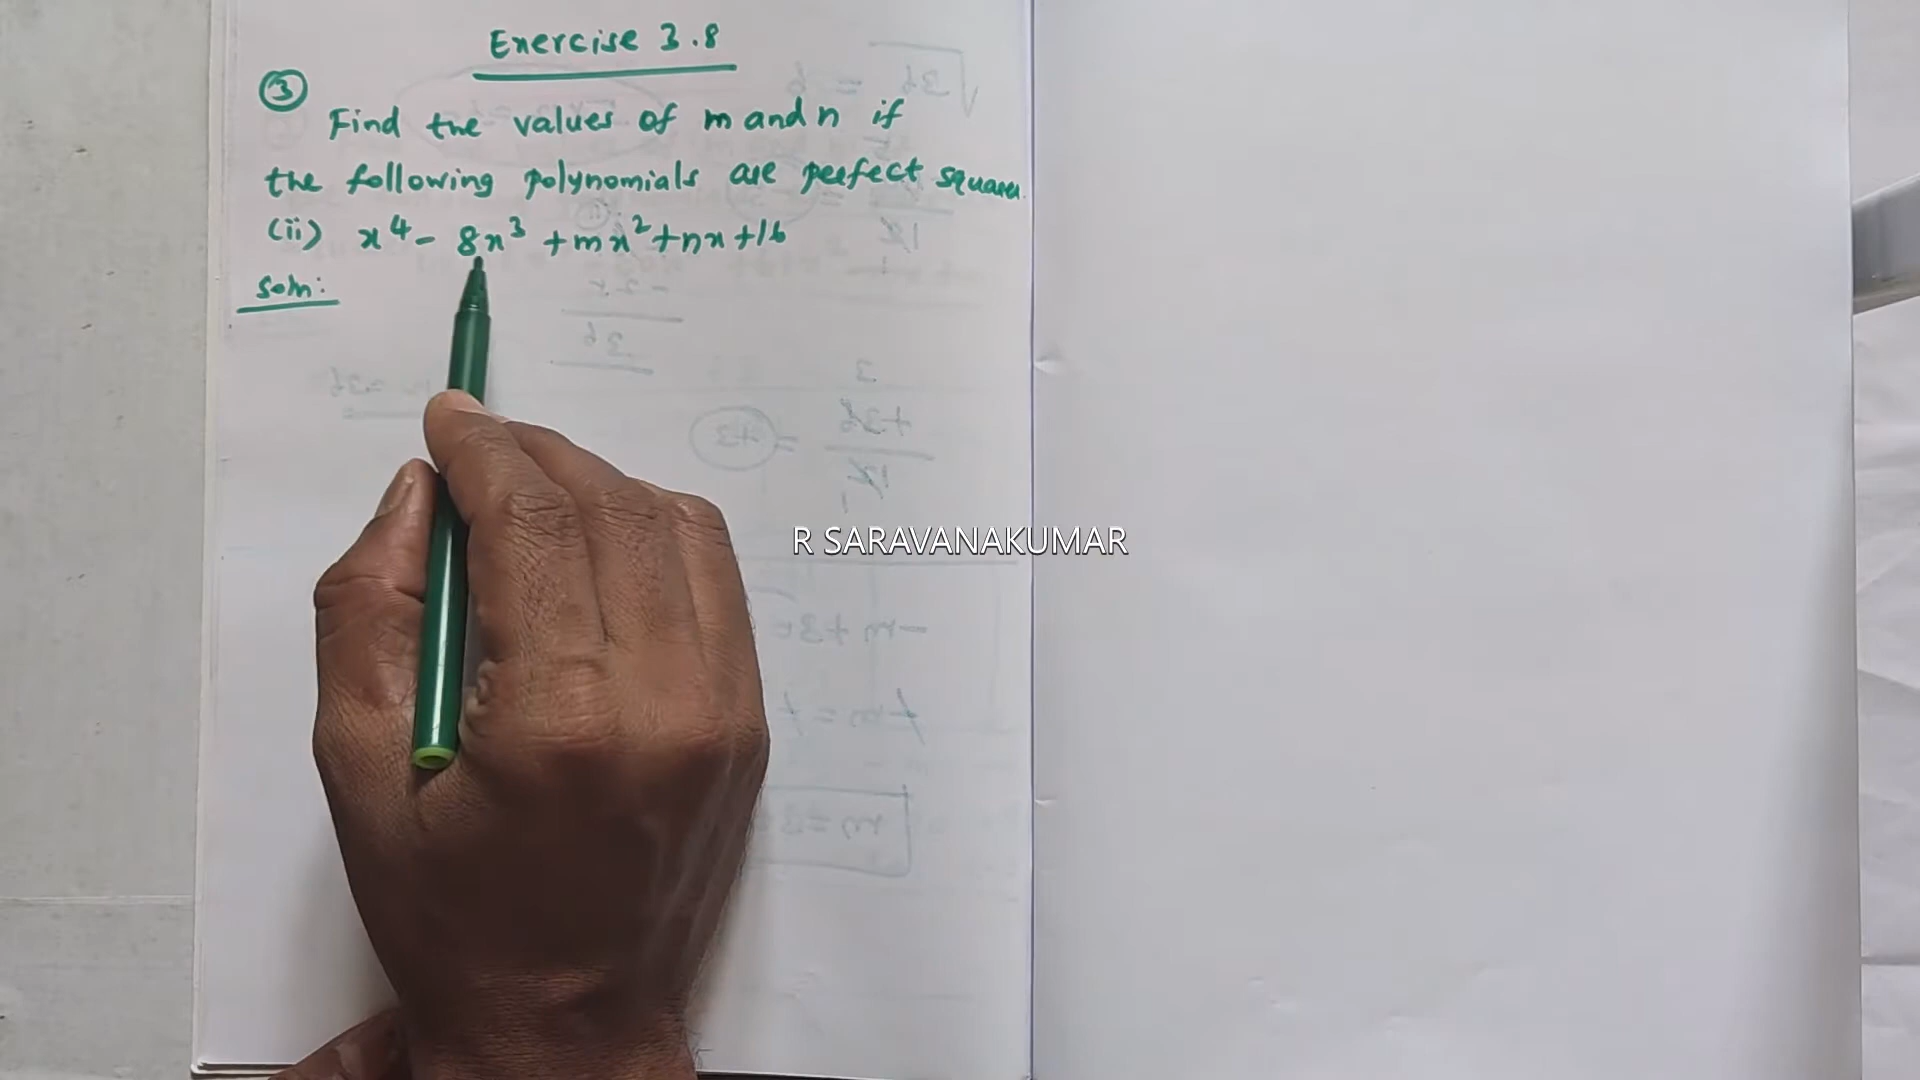 Exercise 3.8
3
Find the values of m and n if
the following polynomials are perfect squares.
(ii) x⁴ - 8x³ + mx² + nx + 16
Soln:
R SARAVANAKUMAR